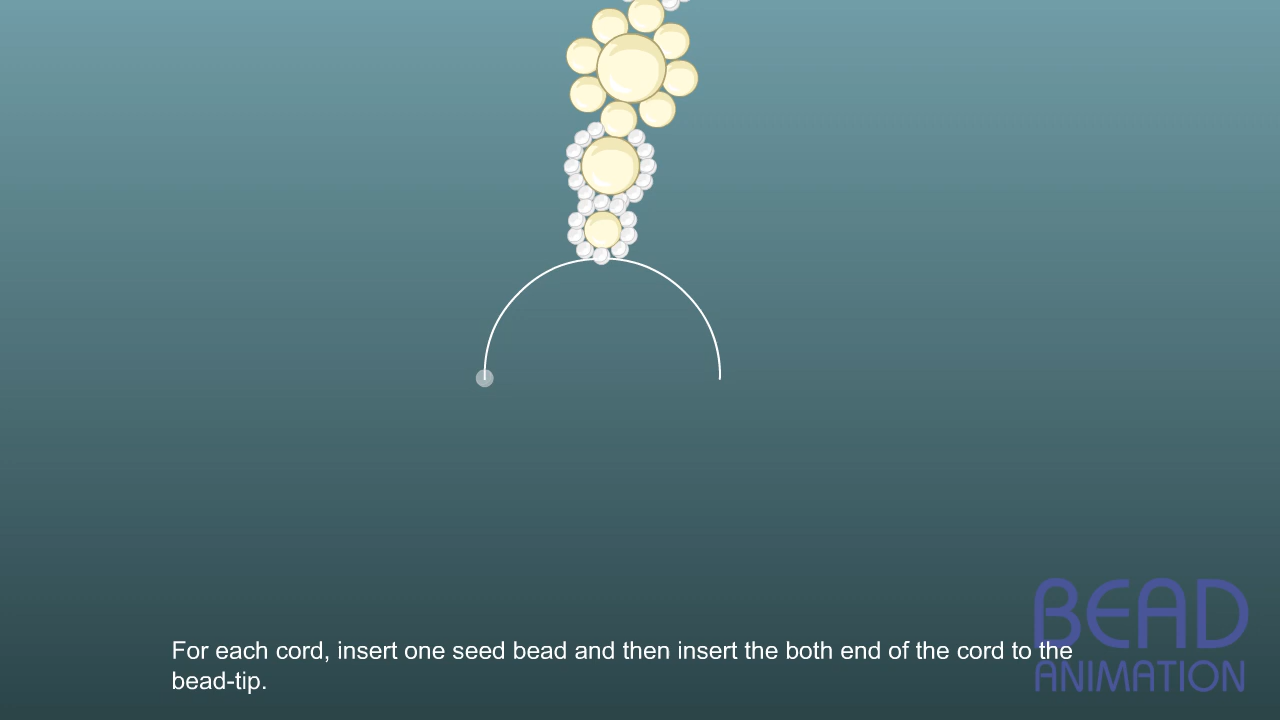 For each cord, insert one seed bead and then insert the both end of the cord to the
bead-tip.
BEAD
ANIMATION